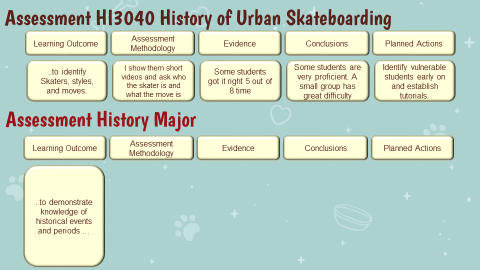 Assessment HI3040 History of Urban Skateboarding
Learning Outcome
Assessment
Methodology
Evidence
Conclusions
Planned Actions
..to identify
Skaters, styles,
and moves.
I show them short
videos and ask who
the skater is and
what the move is
Some students
got it right 5 out of
8 time
Some students are
very proficient. A
small group has
great difficulty
Identify vulnerable
students early on
and establish
tutorials.
Assessment History Major
Learning Outcome
Assessment
Methodology
Evidence
Conclusions
Planned Actions
..to demonstrate
knowledge of
historical events
and periods ...